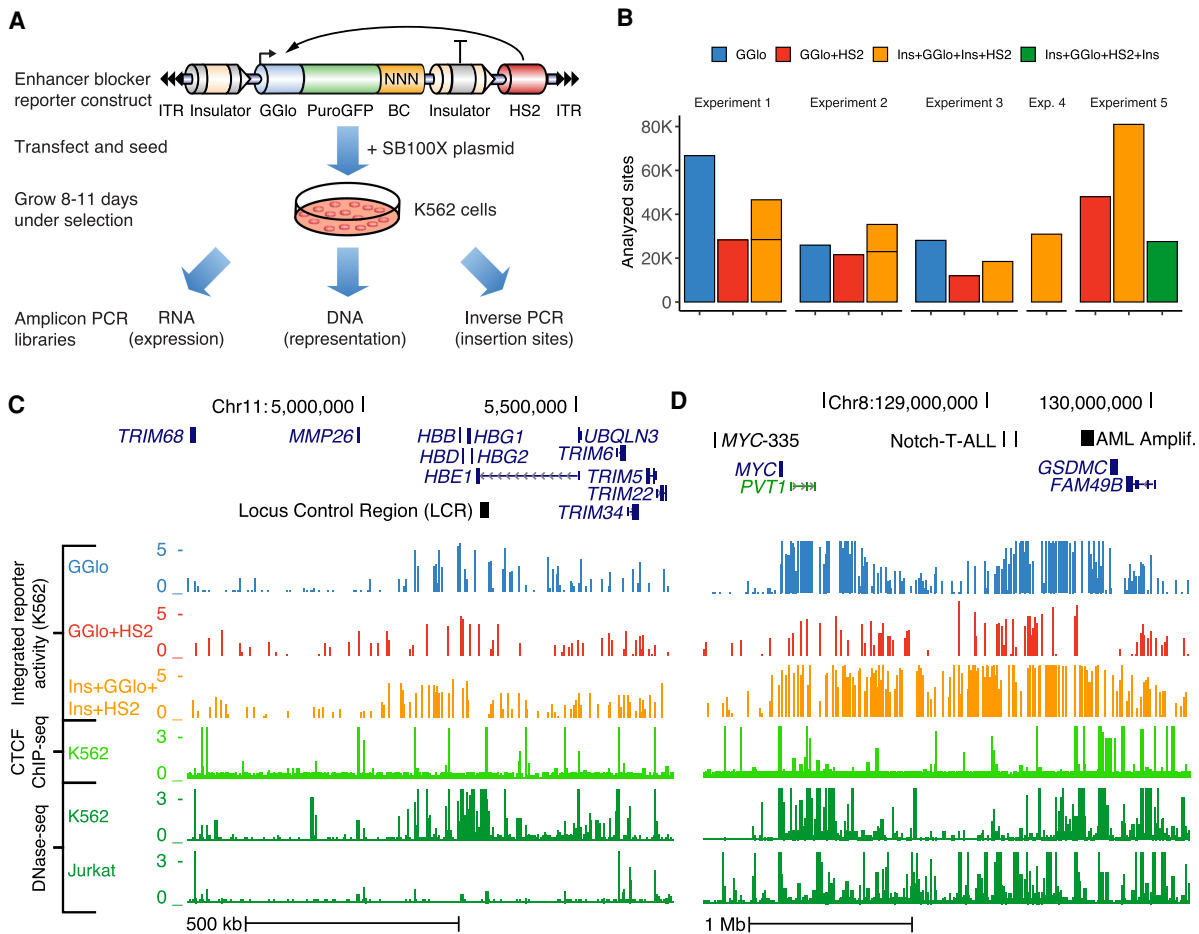 A
Enhancer blocker
reporter construct
NNN
ITR Insulator GGlo PuroGFP BC Insulator HS2 ITR
Transfect and seed
+ SB100X plasmid
Grow 8-11 days
under selection
K562 cells
Amplicon PCR
libraries
RNA
(expression)
DNA
(representation)
Inverse PCR
(insertion sites)
B
GGlo GGlo+HS2 Ins+GGlo+Ins+HS2 Ins+GGlo+HS2+Ins
Experiment 1 Experiment 2 Experiment 3 Exp. 4 Experiment 5
Analyzed sites
80K
60K
40K
20K
0
C
Chr11: 5,000,000 5,500,000
TRIM68 MMP26 HBB HBG1 UBQLN3
HBD HBG2 TRIM6
HBE1 TRIM5
TRIM22
Locus Control Region (LCR) TRIM34
Integrated reporter
activity (K562)
GGlo
5 -
0 _
GGlo+HS2
5 -
0 _
Ins+GGlo+
Ins+HS2
5 -
0 _
CTCF
ChIP-seq
K562
3 -
0 _
DNase-seq
K562
3 -
0 _
Jurkat
3 -
0 _
500 kb
D
Chr8: 129,000,000 130,000,000
MYC-335 Notch-T-ALL AML Amplif.
MYC GSDMC
PVT1 FAM49B
1 Mb